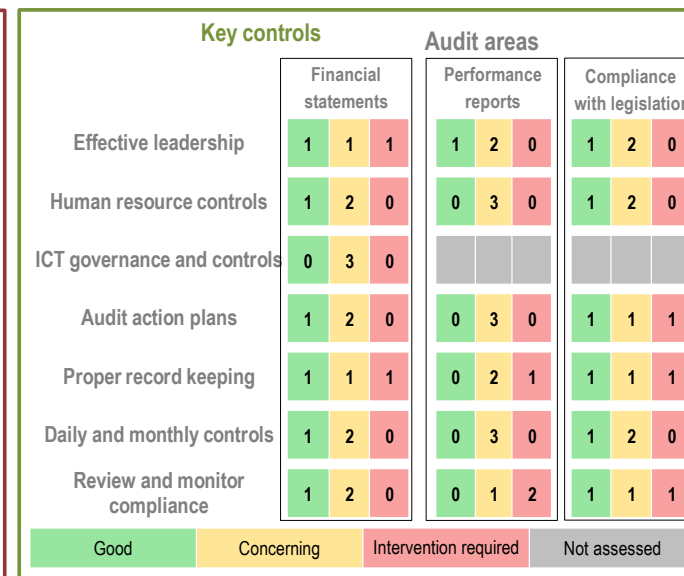 Key controls
Audit areas
Financial
statements
Performance
reports
Compliance
with legislation
Effective leadership 1 1 1 1 2 0 1 2 0
Human resource controls 1 2 0 0 3 0 1 2 0
ICT governance and controls 0 3 0
Audit action plans 1 2 0 0 3 0 1 1 1
Proper record keeping 1 1 1 0 2 1 1 1 1
Daily and monthly controls 1 2 0 0 3 0 1 2 0
Review and monitor
compliance 1 2 0 0 1 2 1 1 1
Good Concerning Intervention required Not assessed